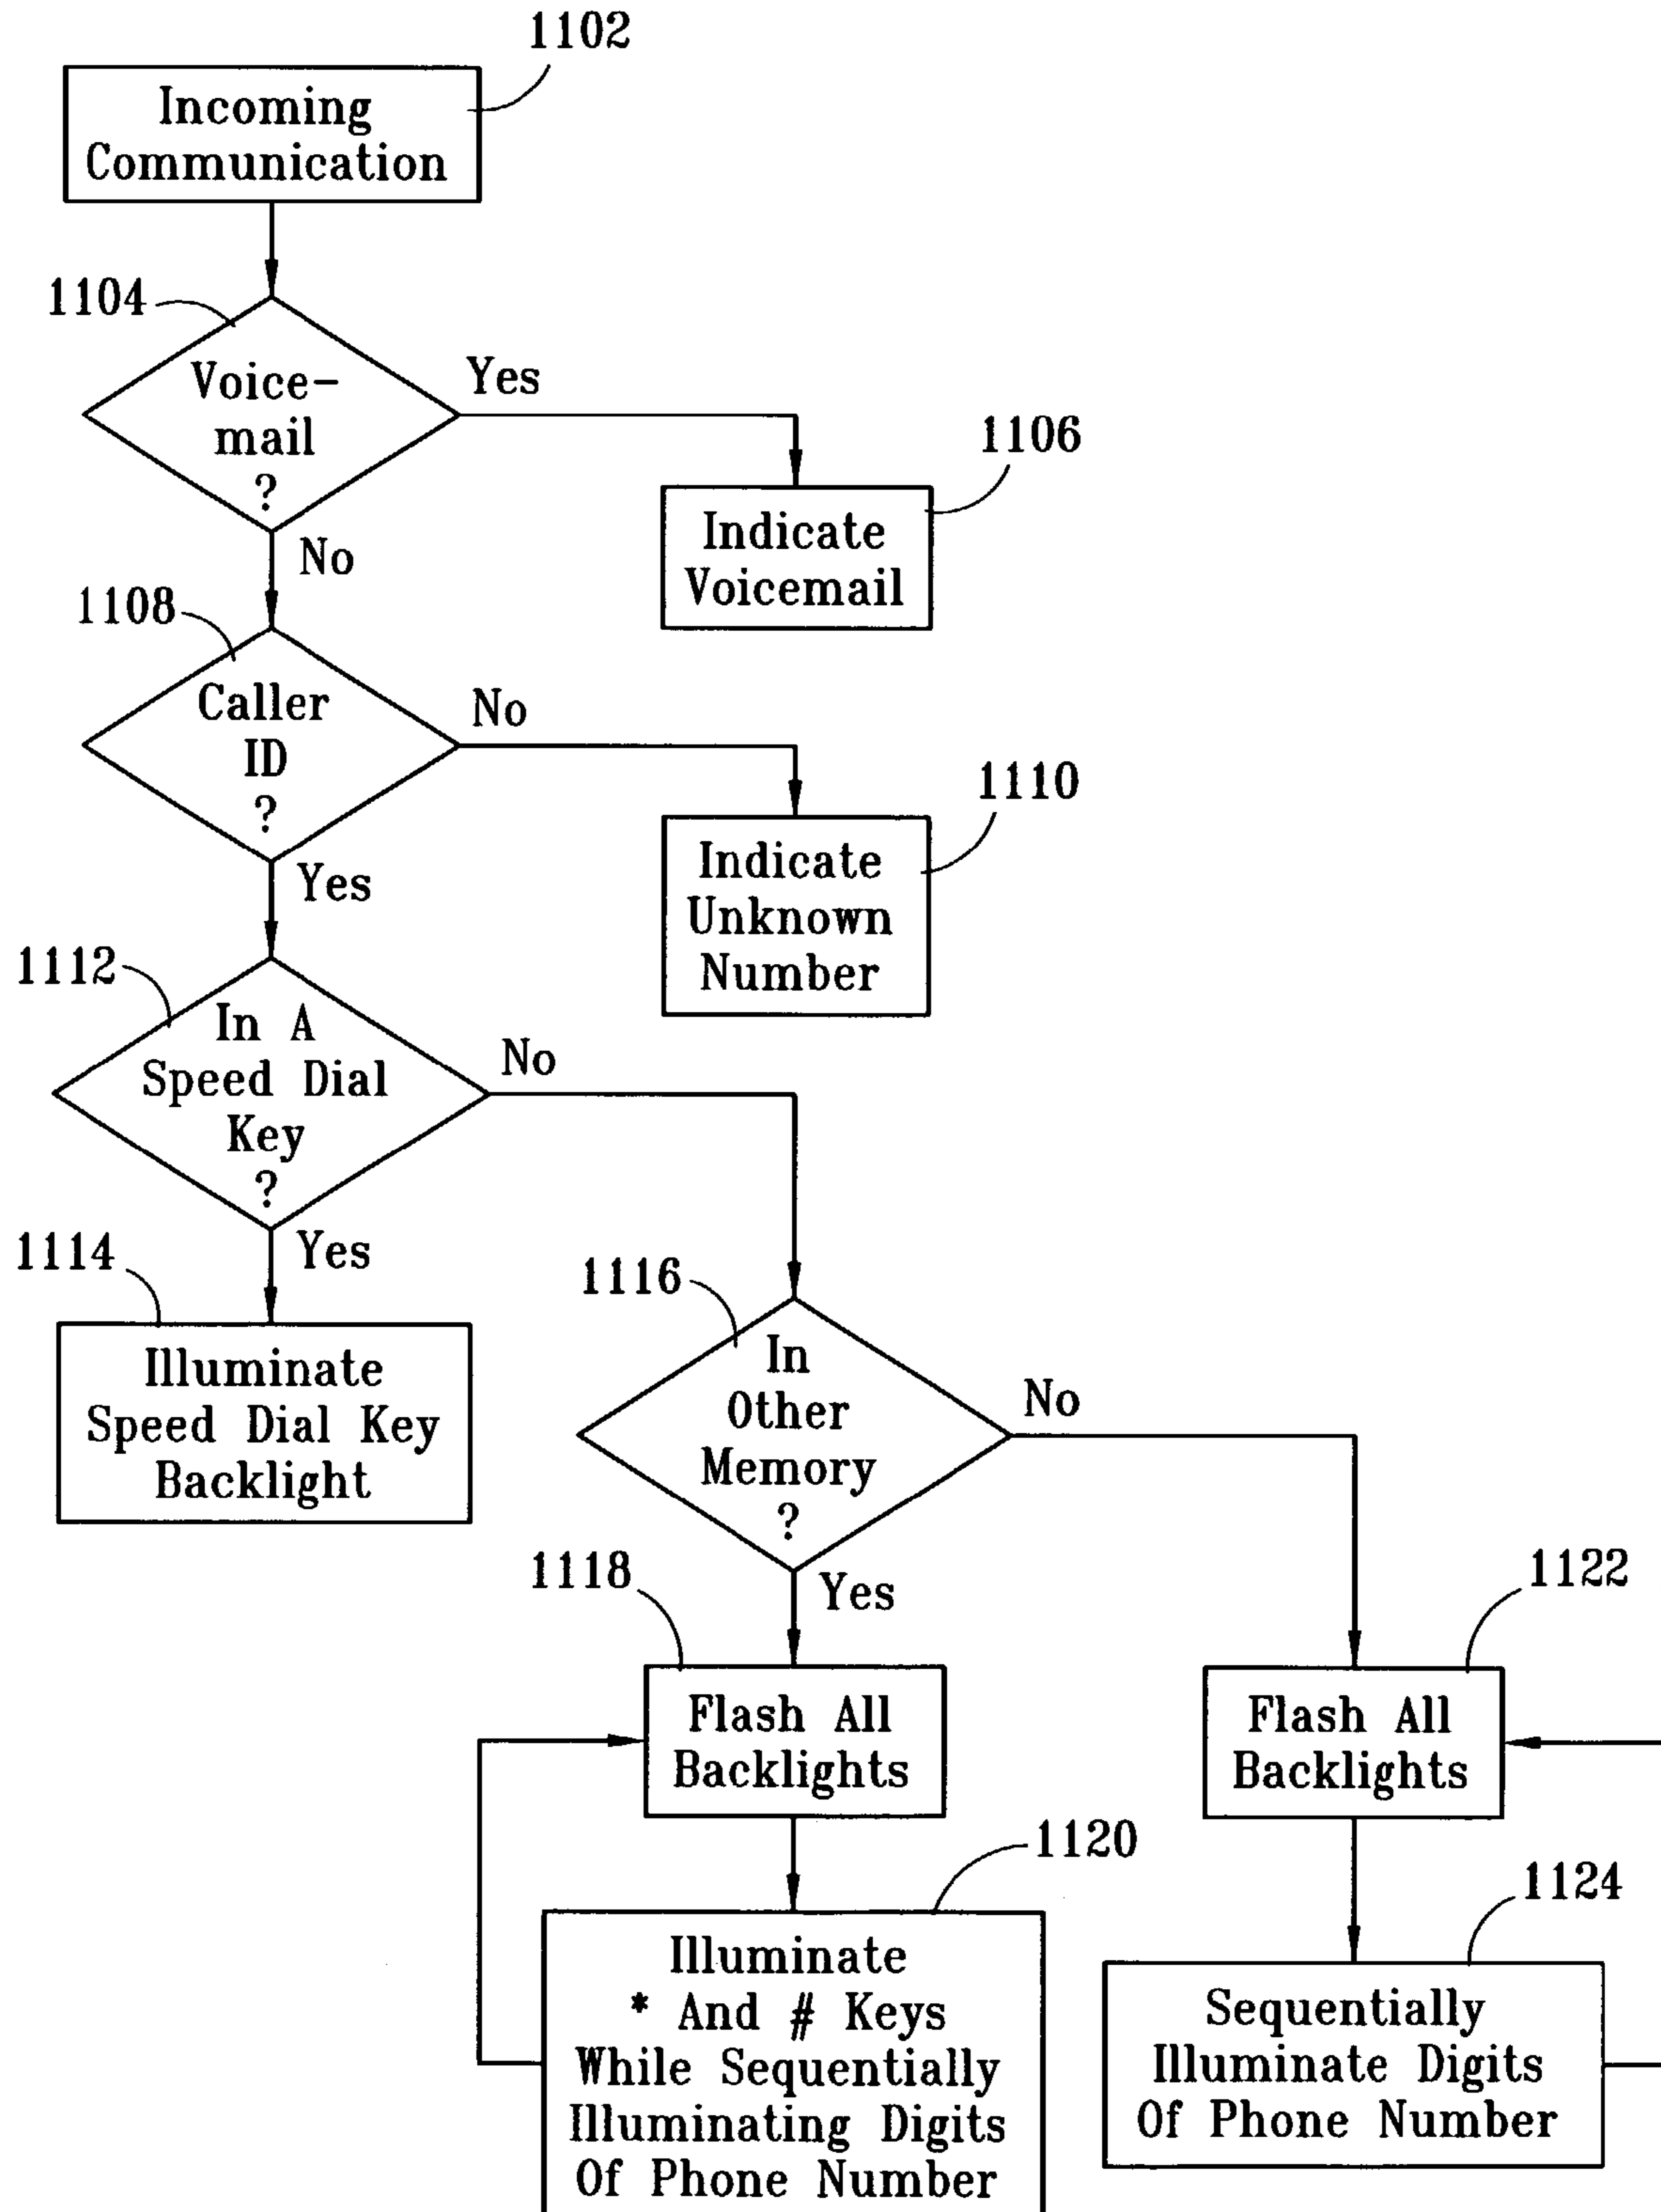 1102
Incoming
Communication
1104
Voice-
mail
?
Yes
1106
Indicate
Voicemail
No
1108
Caller
ID
?
No
1110
Indicate
Unknown
Number
Yes
1112
In A
Speed Dial
Key
?
No
Yes
1114
Illuminate
Speed Dial Key
Backlight
1116
In
Other
Memory
?
No
Yes
1118
Flash All
Backlights
1122
Flash All
Backlights
1120
Illuminate
* And # Keys
While Sequentially
Illuminating Digits
Of Phone Number
1124
Sequentially
Illuminate Digits
Of Phone Number